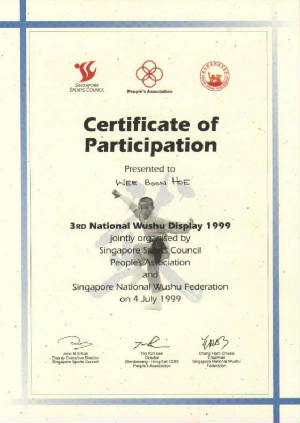 SINGAPORE
SPORTS COUNCIL
People's Association
Certificate of
Participation
Presented to
WEE BOON HOE
3RD National Wushu Display 1999
jointly organised by
Singapore Sports Council
People's Association
and
Singapore National Wushu Federation
on 4 July 1999
Deputy Executive Director
Singapore Sports Council
Director
People's Association
Chairman
Singapore National Wushu
Federation